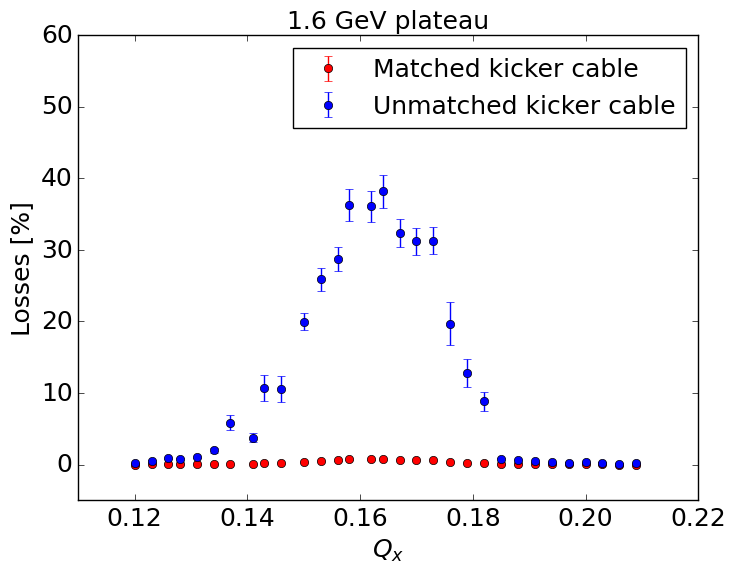 1.6 GeV plateau
Matched kicker cable
Unmatched kicker cable
Losses [%]
60
50
40
30
20
10
0
0.12 0.14 0.16 0.18 0.20 0.22
Qx